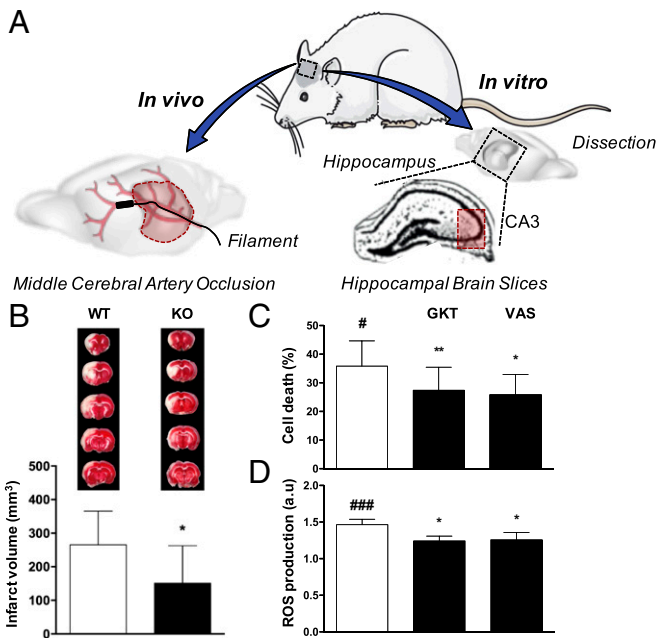 A
In vivo
In vitro
Dissection
Hippocampus
CA3
Filament
Middle Cerebral Artery Occlusion
Hippocampal Brain Slices
B
WT
KO
Infarct volume (mm³)
500
400
300
200
100
0
*
C
GKT
VAS
Cell death (%)
50
40
30
20
10
0
#
**
*
D
ROS production (a.u)
2.0
1.5
1.0
0.5
0.0
###
*
*